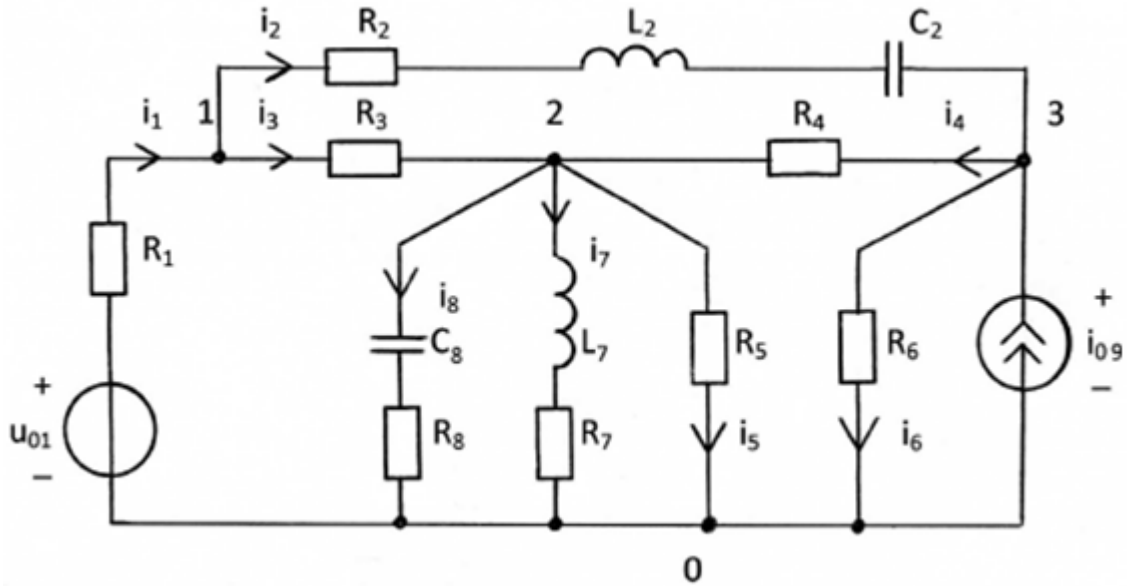 i₂ R₂ L₂ C₂
i₁ 1 i₃ R₃ 2 R₄ i₄ 3
R₁ i₈ i₇
C₈ L₇ R₅ R₆ + i₀₉ −
+ u₀₁ − R₈ R₇ i₅ i₆
0